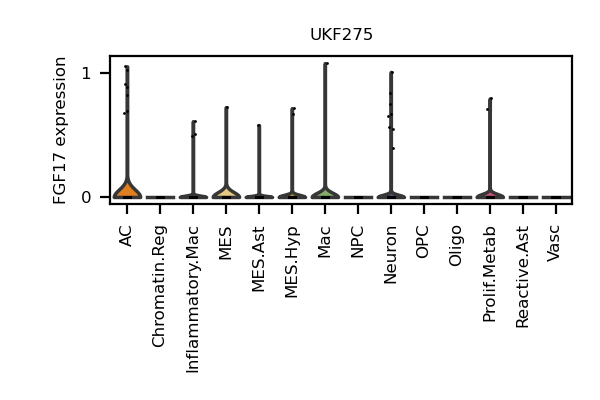 UKF275
FGF17 expression
1
0
AC
Chromatin.Reg
Inflammatory.Mac
MES
MES.Ast
MES.Hyp
Mac
NPC
Neuron
OPC
Oligo
Prolif.Metab
Reactive.Ast
Vasc